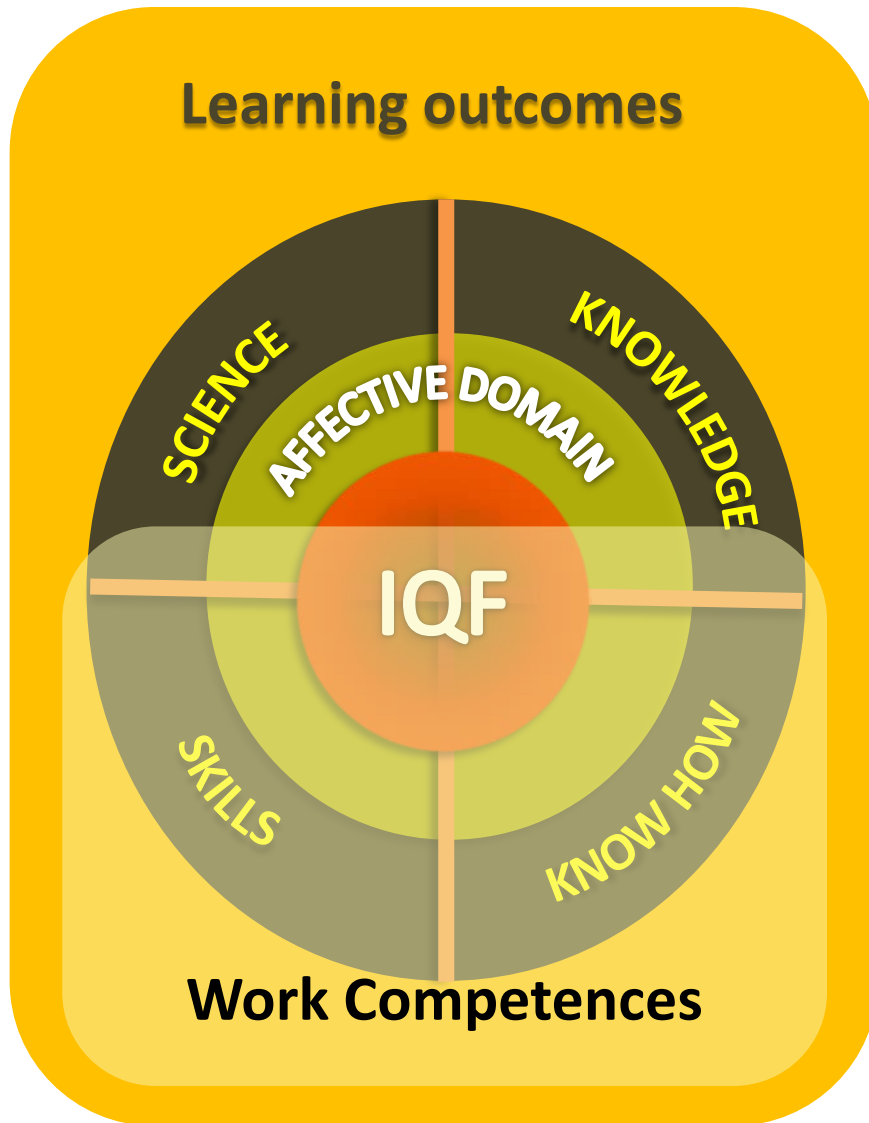 Learning outcomes
SCIENCE
KNOWLEDGE
AFFECTIVE DOMAIN
IQF
SKILLS
KNOW HOW
Work Competences